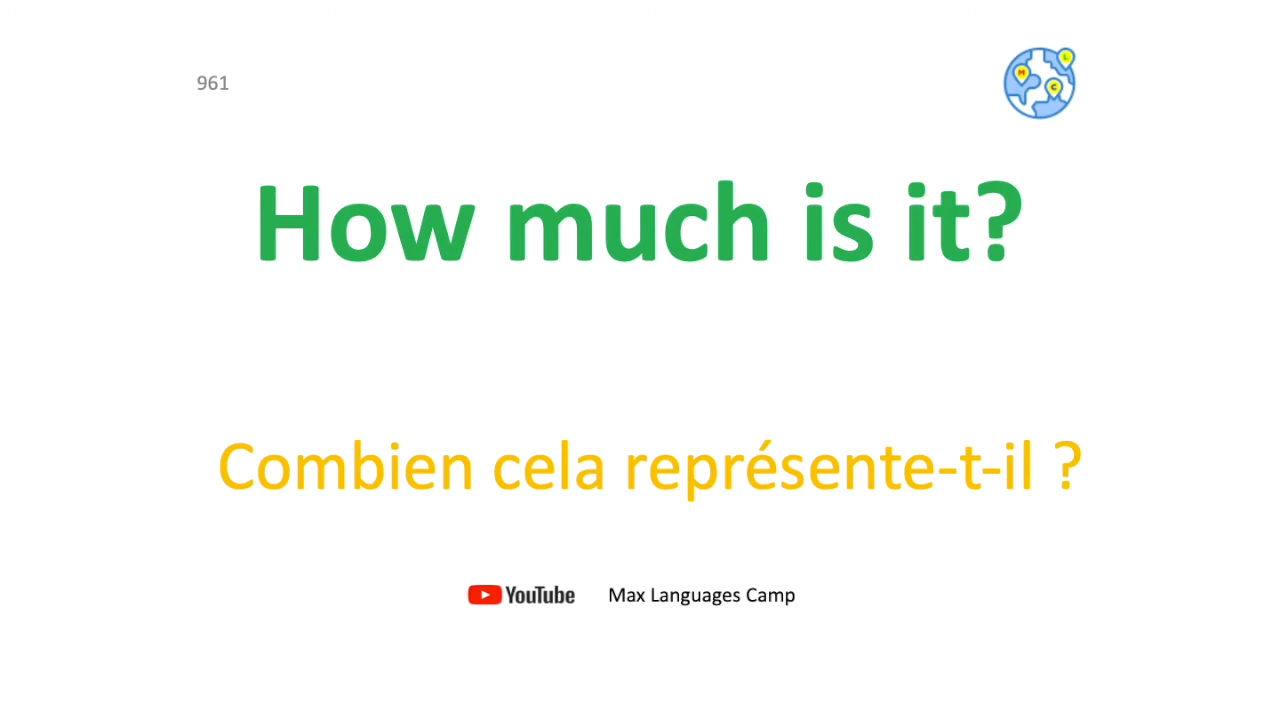 961
How much is it?
Combien cela représente-t-il ?
YouTube Max Languages Camp